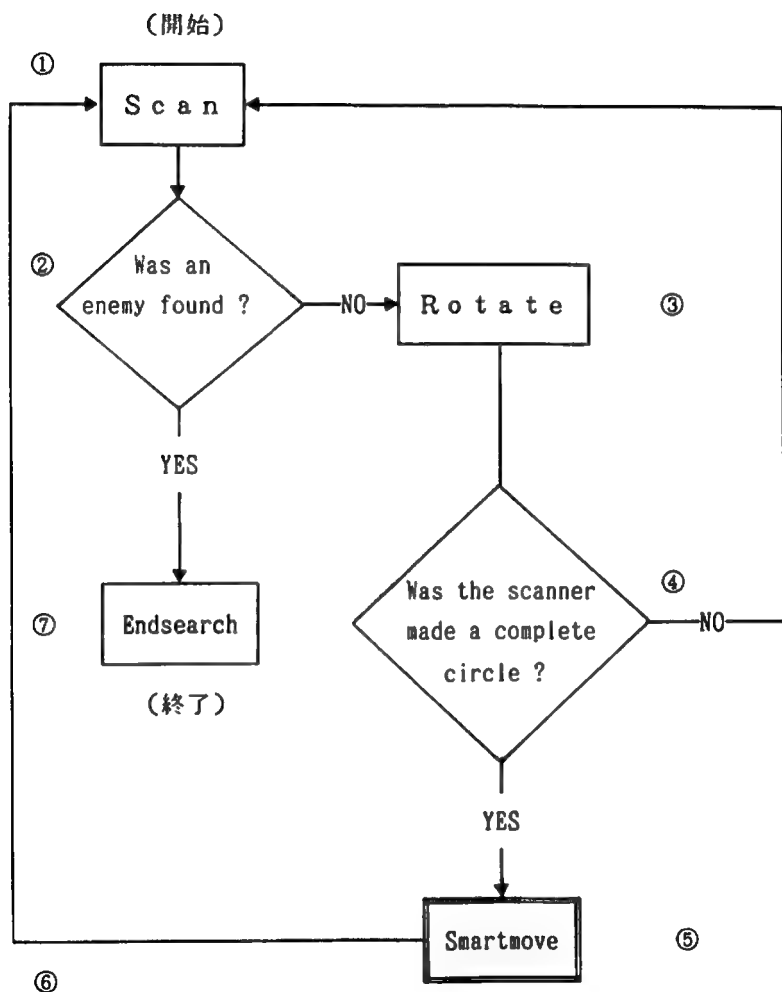 (開始)
①
Scan
②
Was an
enemy found ?
NO
Rotate
③
YES
④
Was the scanner
made a complete
circle ?
NO
⑦
Endsearch
(終了)
YES
Smartmove
⑤
⑥